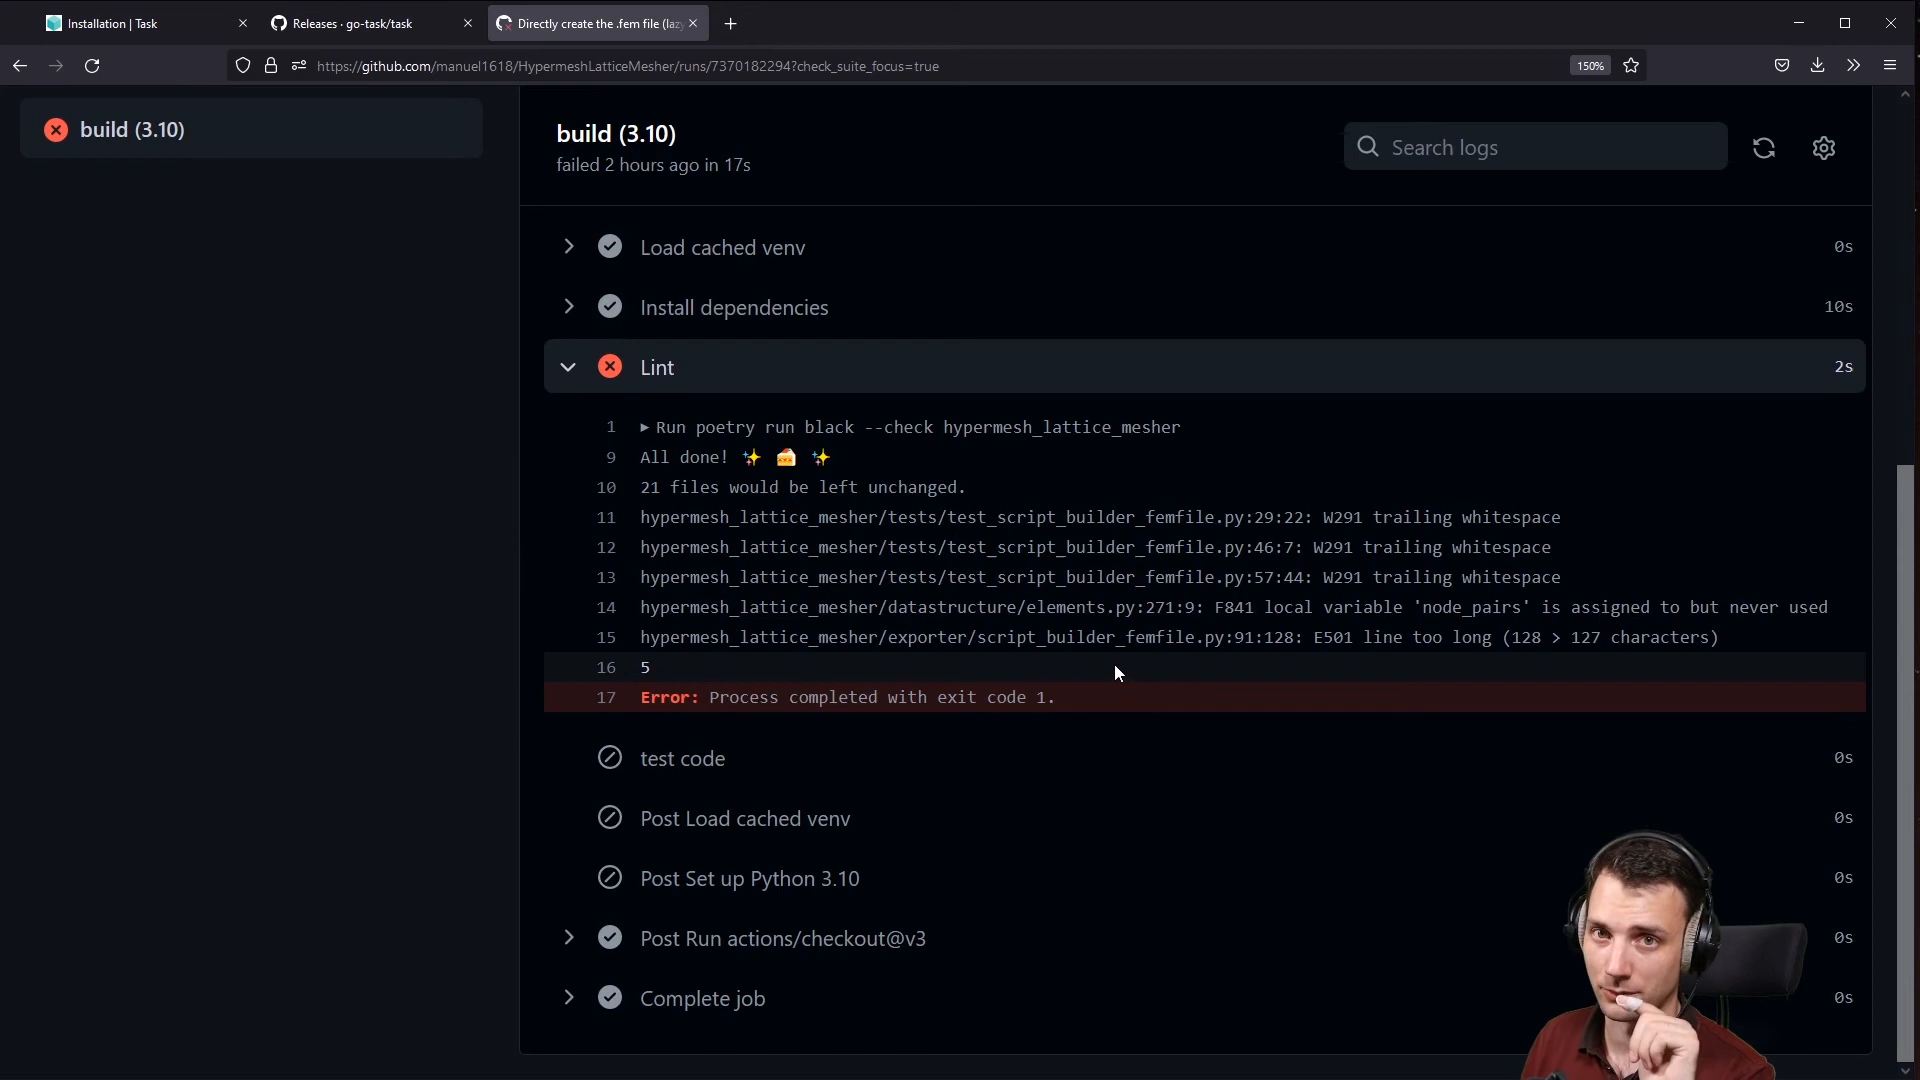 Installation | Task
Releases · go-task/task
Directly create the .fem file (lazy
https://github.com/manuel1618/HypermeshLatticeMesher/runs/7370182294?check_suite_focus=true
150%
build (3.10)
build (3.10)
failed 2 hours ago in 17s
Search logs
Load cached venv 0s
Install dependencies 10s
Lint 2s
1 Run poetry run black --check hypermesh_lattice_mesher
9 All done! ✨ 🍰 ✨
10 21 files would be left unchanged.
11 hypermesh_lattice_mesher/tests/test_script_builder_femfile.py:29:22: W291 trailing whitespace
12 hypermesh_lattice_mesher/tests/test_script_builder_femfile.py:46:7: W291 trailing whitespace
13 hypermesh_lattice_mesher/tests/test_script_builder_femfile.py:57:44: W291 trailing whitespace
14 hypermesh_lattice_mesher/datastructure/elements.py:271:9: F841 local variable 'node_pairs' is assigned to but never used
15 hypermesh_lattice_mesher/exporter/script_builder_femfile.py:91:128: E501 line too long (128 > 127 characters)
16 5
17 Error: Process completed with exit code 1.
test code 0s
Post Load cached venv 0s
Post Set up Python 3.10 0s
Post Run actions/checkout@v3 0s
Complete job 0s